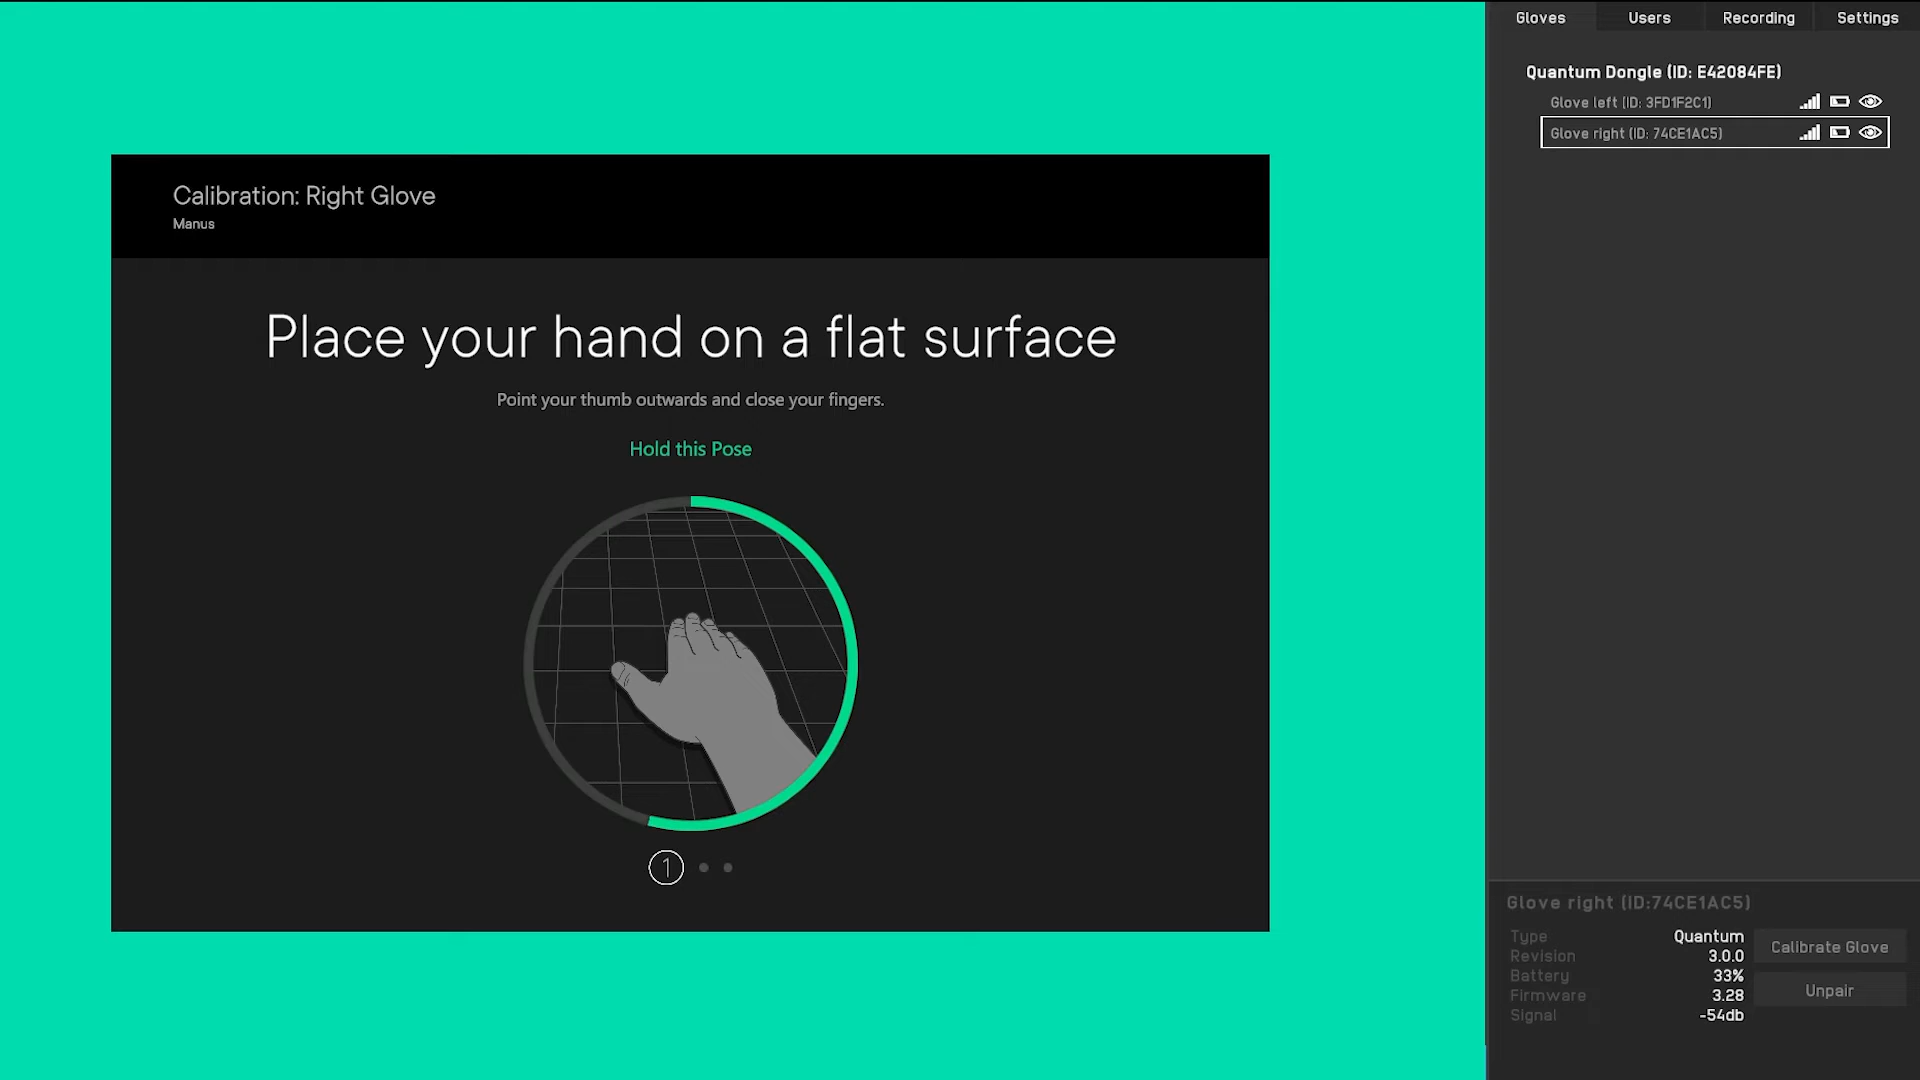 Gloves Users Recording Settings
Quantum Dongle (ID: E42084FE)
Glove left (ID: 3FD1F2C1)
Glove right (ID: 74CE1AC5)
Calibration: Right Glove
Manus
Place your hand on a flat surface
Point your thumb outwards and close your fingers.
Hold this Pose
1
Glove right (ID:74CE1AC5)
Type Quantum
Revision 3.0.0
Battery 33%
Firmware 3.28
Signal -54db
Calibrate Glove
Unpair